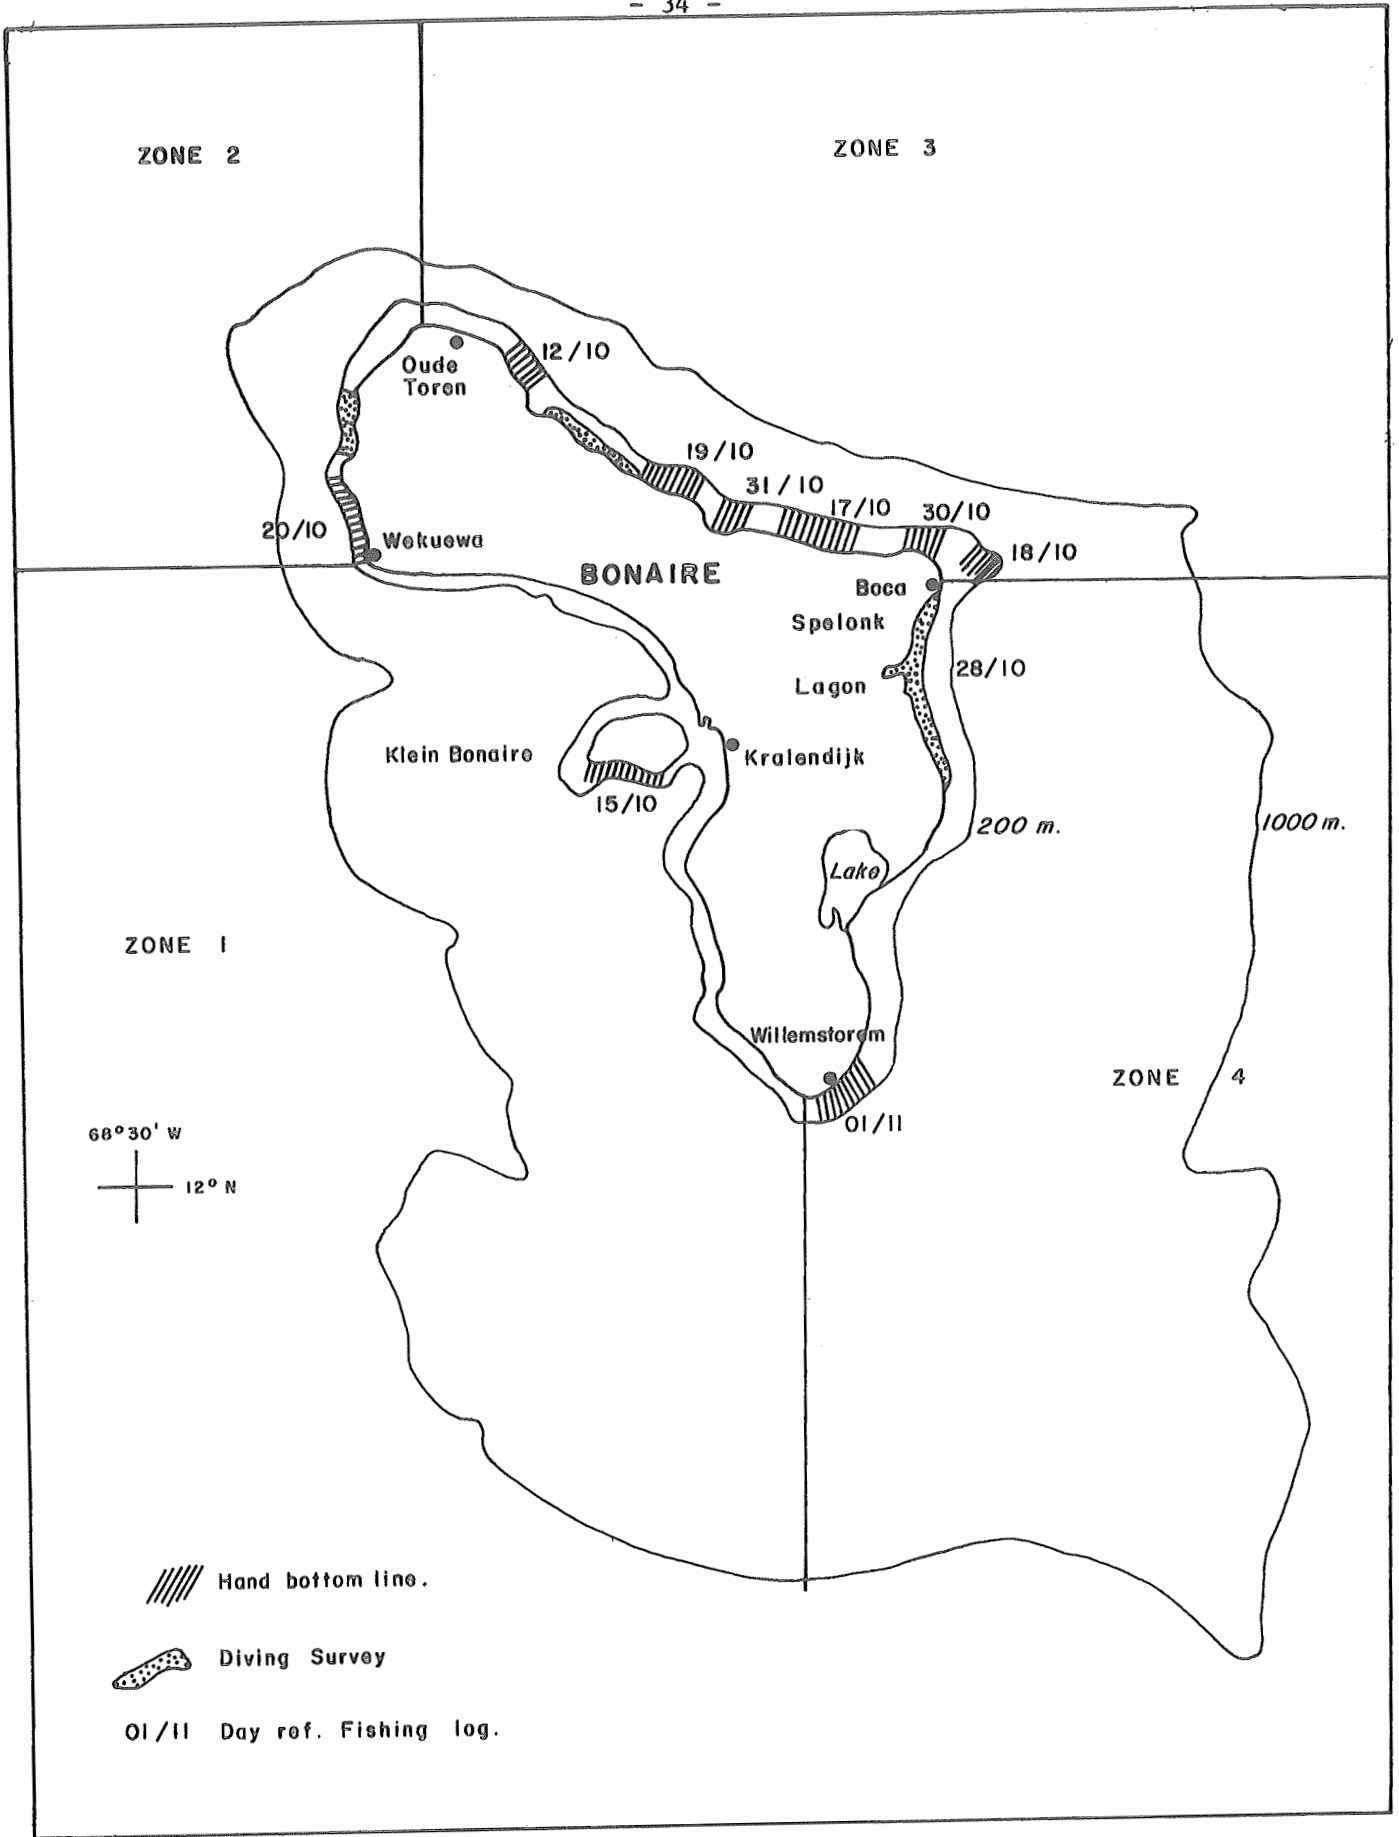 - 34 -
ZONE 2
ZONE 3
Oude
Toren
12/10
19/10
31/10
17/10
30/10
18/10
20/10
Wekuewa
BONAIRE
Boca
Spelonk
Lagon
28/10
Klein Bonaire
Kralendijk
15/10
200 m.
1000 m.
Lake
ZONE 1
Willemstorem
ZONE 4
01/11
68°30' W
12° N
Hand bottom line.
Diving Survey
01/11 Day ref. Fishing log.